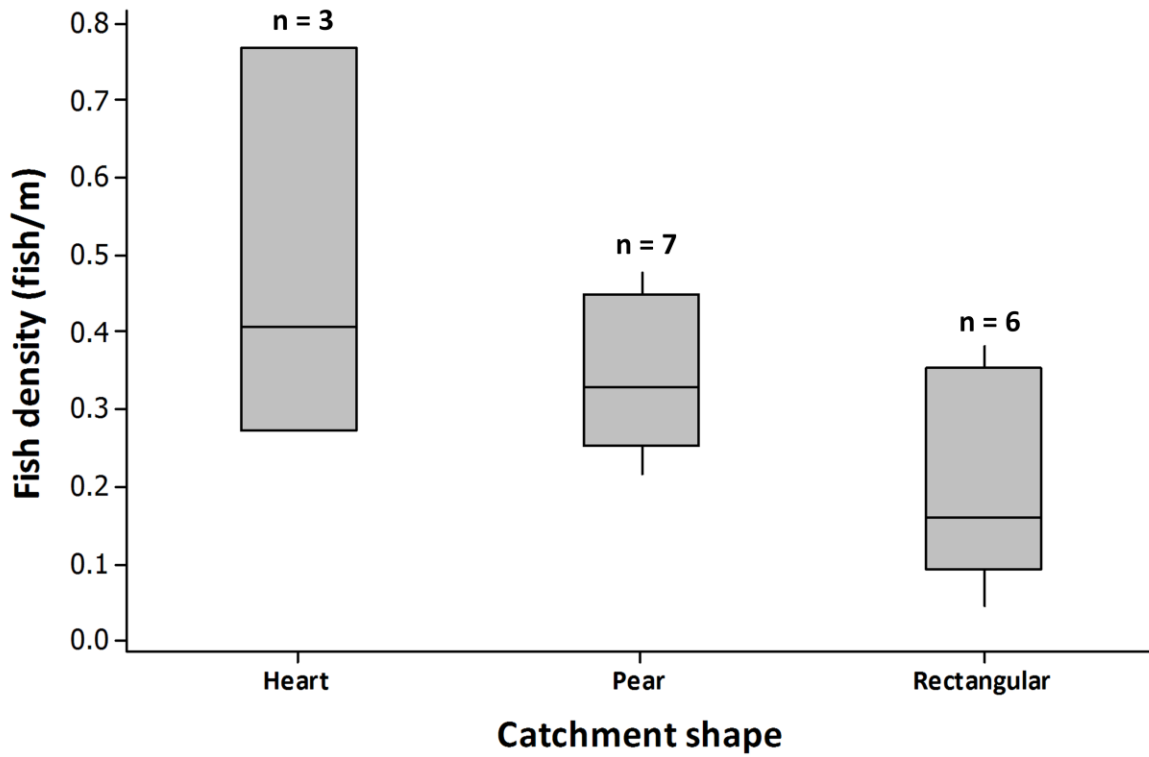 Fish density (fish/m)
0.8
0.7
0.6
0.5
0.4
0.3
0.2
0.1
0.0
n = 3
n = 7
n = 6
Heart
Pear
Rectangular
Catchment shape